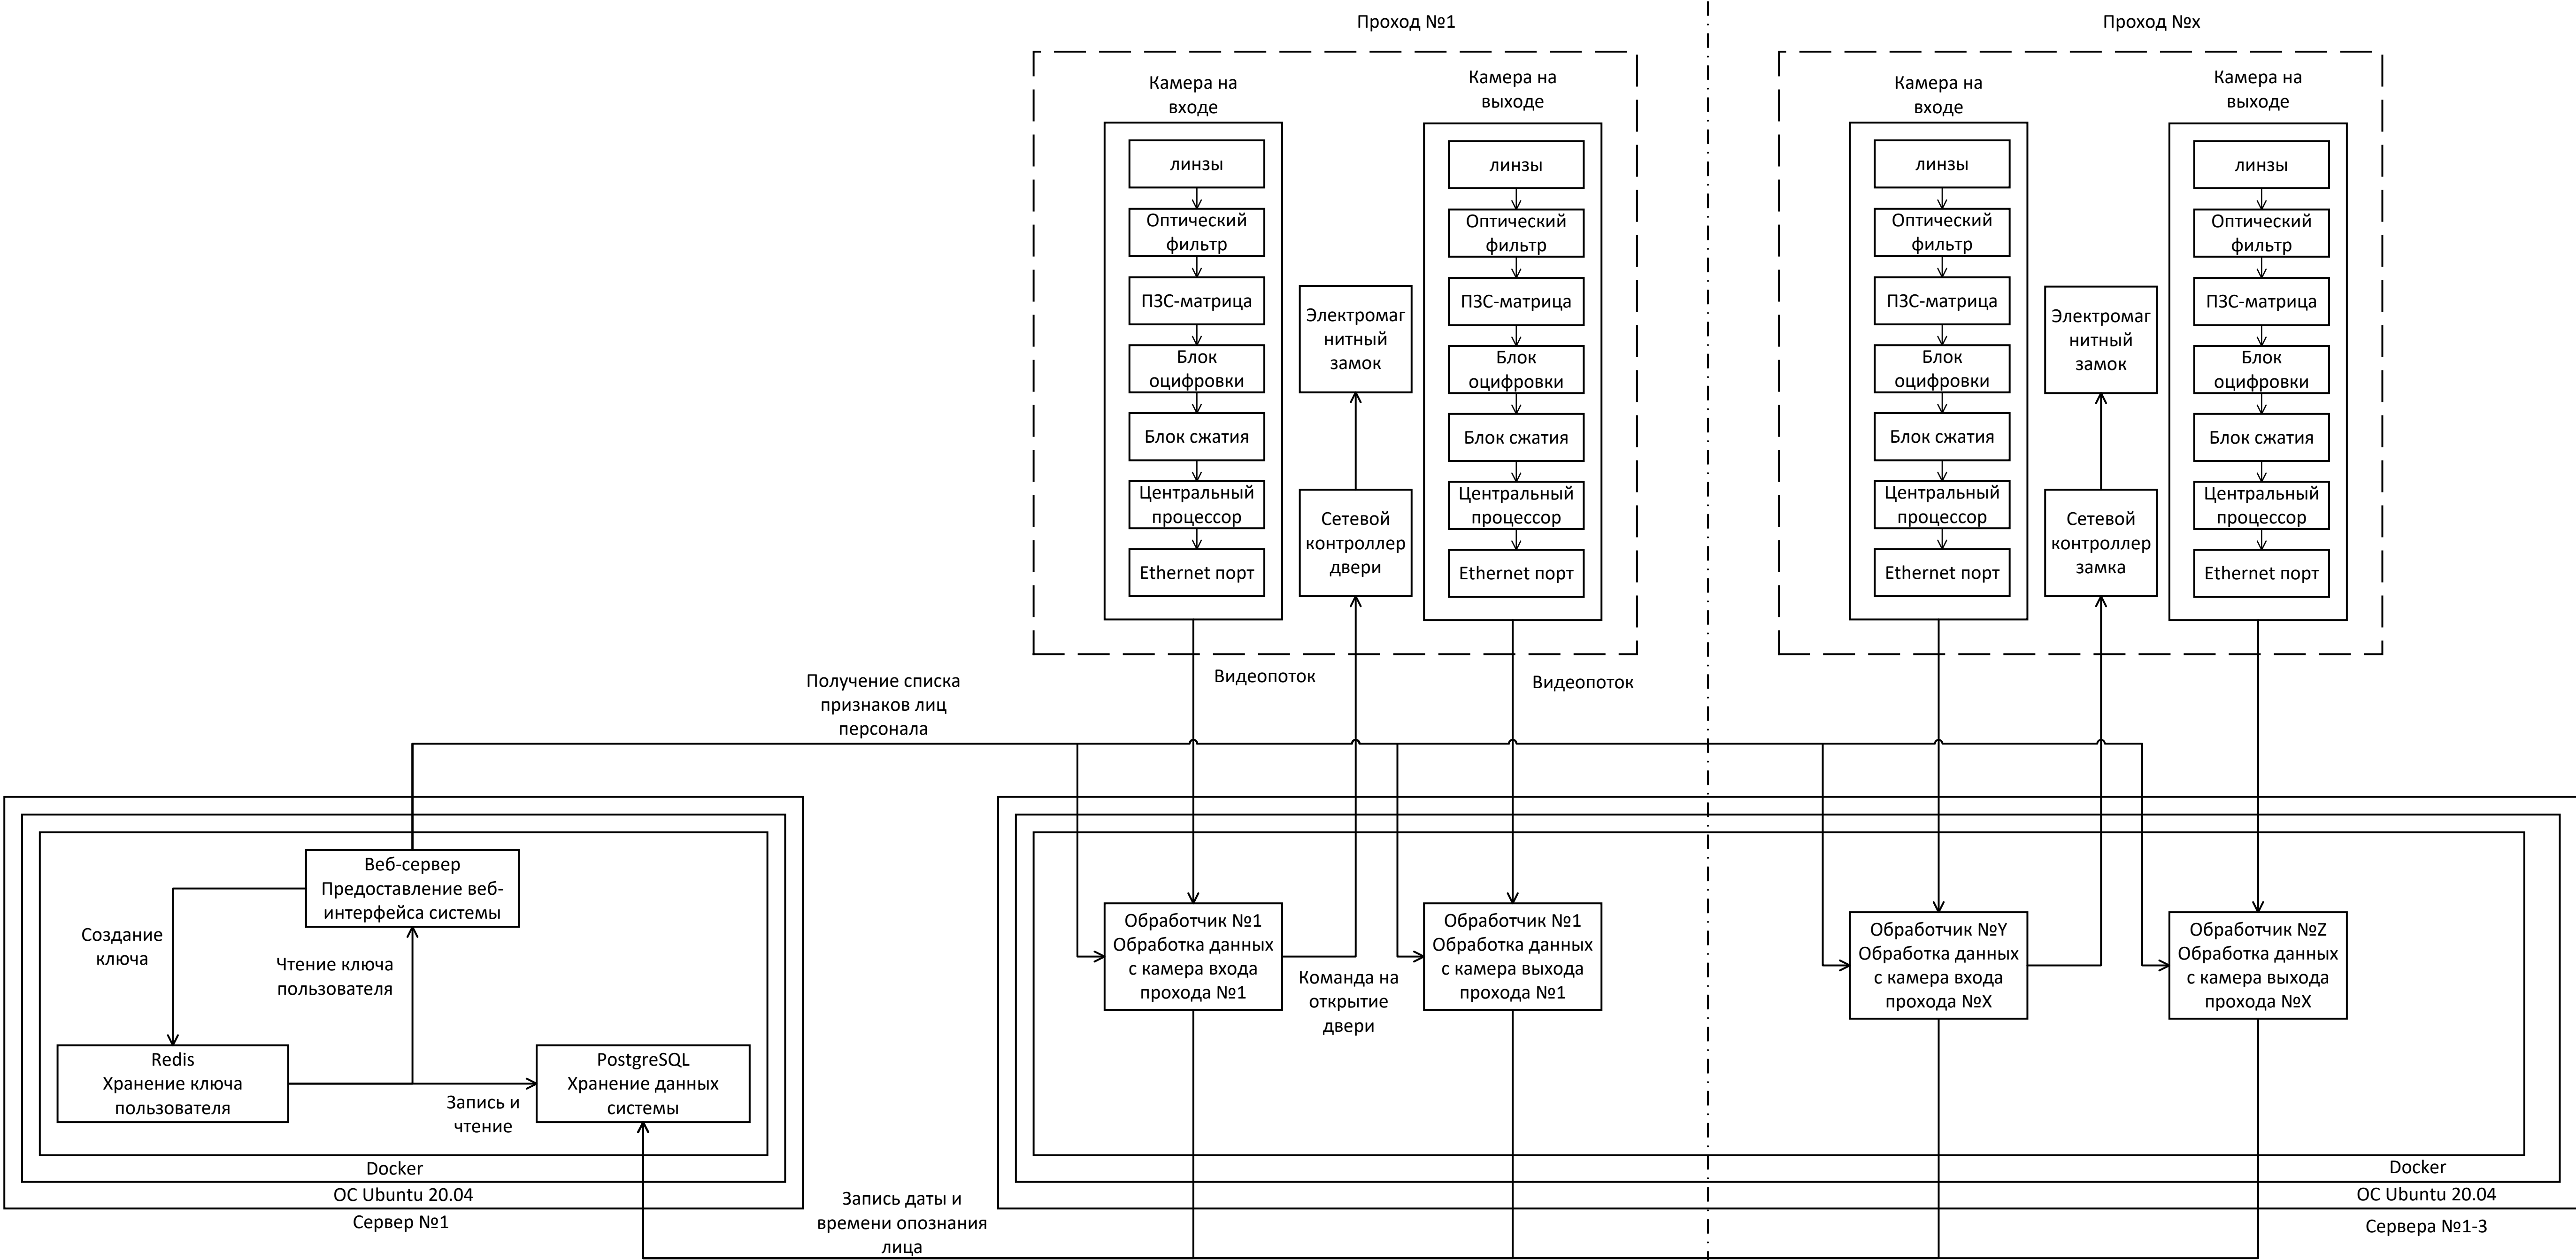 Проход №1
Проход №x
Камера на
входе
линзы
Оптический
фильтр
ПЗС-матрица
Блок
оцифровки
Блок сжатия
Центральный
процессор
Ethernet порт
Электромаг
нитный
замок
Сетевой
контроллер
двери
Камера на
выходе
линзы
Оптический
фильтр
ПЗС-матрица
Блок
оцифровки
Блок сжатия
Центральный
процессор
Ethernet порт
Камера на
входе
линзы
Оптический
фильтр
ПЗС-матрица
Блок
оцифровки
Блок сжатия
Центральный
процессор
Ethernet порт
Электромаг
нитный
замок
Сетевой
контроллер
замка
Камера на
выходе
линзы
Оптический
фильтр
ПЗС-матрица
Блок
оцифровки
Блок сжатия
Центральный
процессор
Ethernet порт
Видеопоток
Видеопоток
Получение списка
признаков лиц
персонала
Веб-сервер
Предоставление веб-
интерфейса системы
Создание
ключа
Чтение ключа
пользователя
Redis
Хранение ключа
пользователя
Запись и
чтение
PostgreSQL
Хранение данных
системы
Docker
ОС Ubuntu 20.04
Сервер №1
Обработчик №1
Обработка данных
с камера входа
прохода №1
Команда на
открытие
двери
Обработчик №1
Обработка данных
с камера выхода
прохода №1
Обработчик №Y
Обработка данных
с камера входа
прохода №X
Обработчик №Z
Обработка данных
с камера выхода
прохода №X
Docker
ОС Ubuntu 20.04
Сервера №1-3
Запись даты и
времени опознания
лица